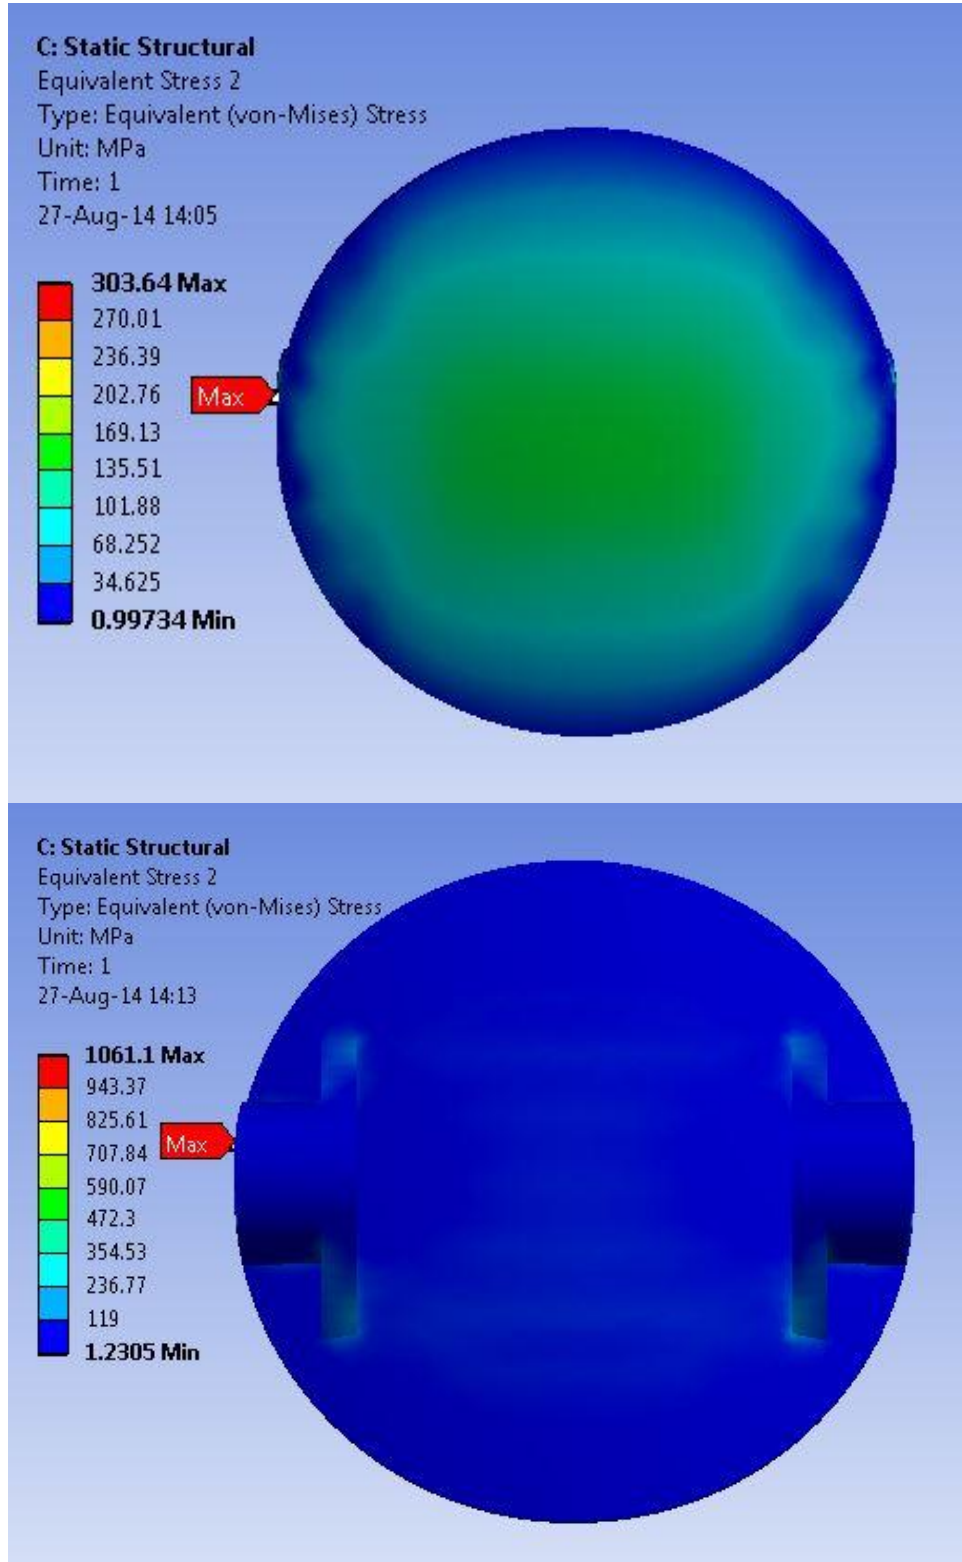 C: Static Structural
Equivalent Stress 2
Type: Equivalent (von-Mises) Stress
Unit: MPa
Time: 1
27-Aug-14 14:05
303.64 Max
270.01
236.39
202.76
169.13
135.51
101.88
68.252
34.625
0.99734 Min
Max
C: Static Structural
Equivalent Stress 2
Type: Equivalent (von-Mises) Stress
Unit: MPa
Time: 1
27-Aug-14 14:13
1061.1 Max
943.37
825.61
707.84
590.07
472.3
354.53
236.77
119
1.2305 Min
Max